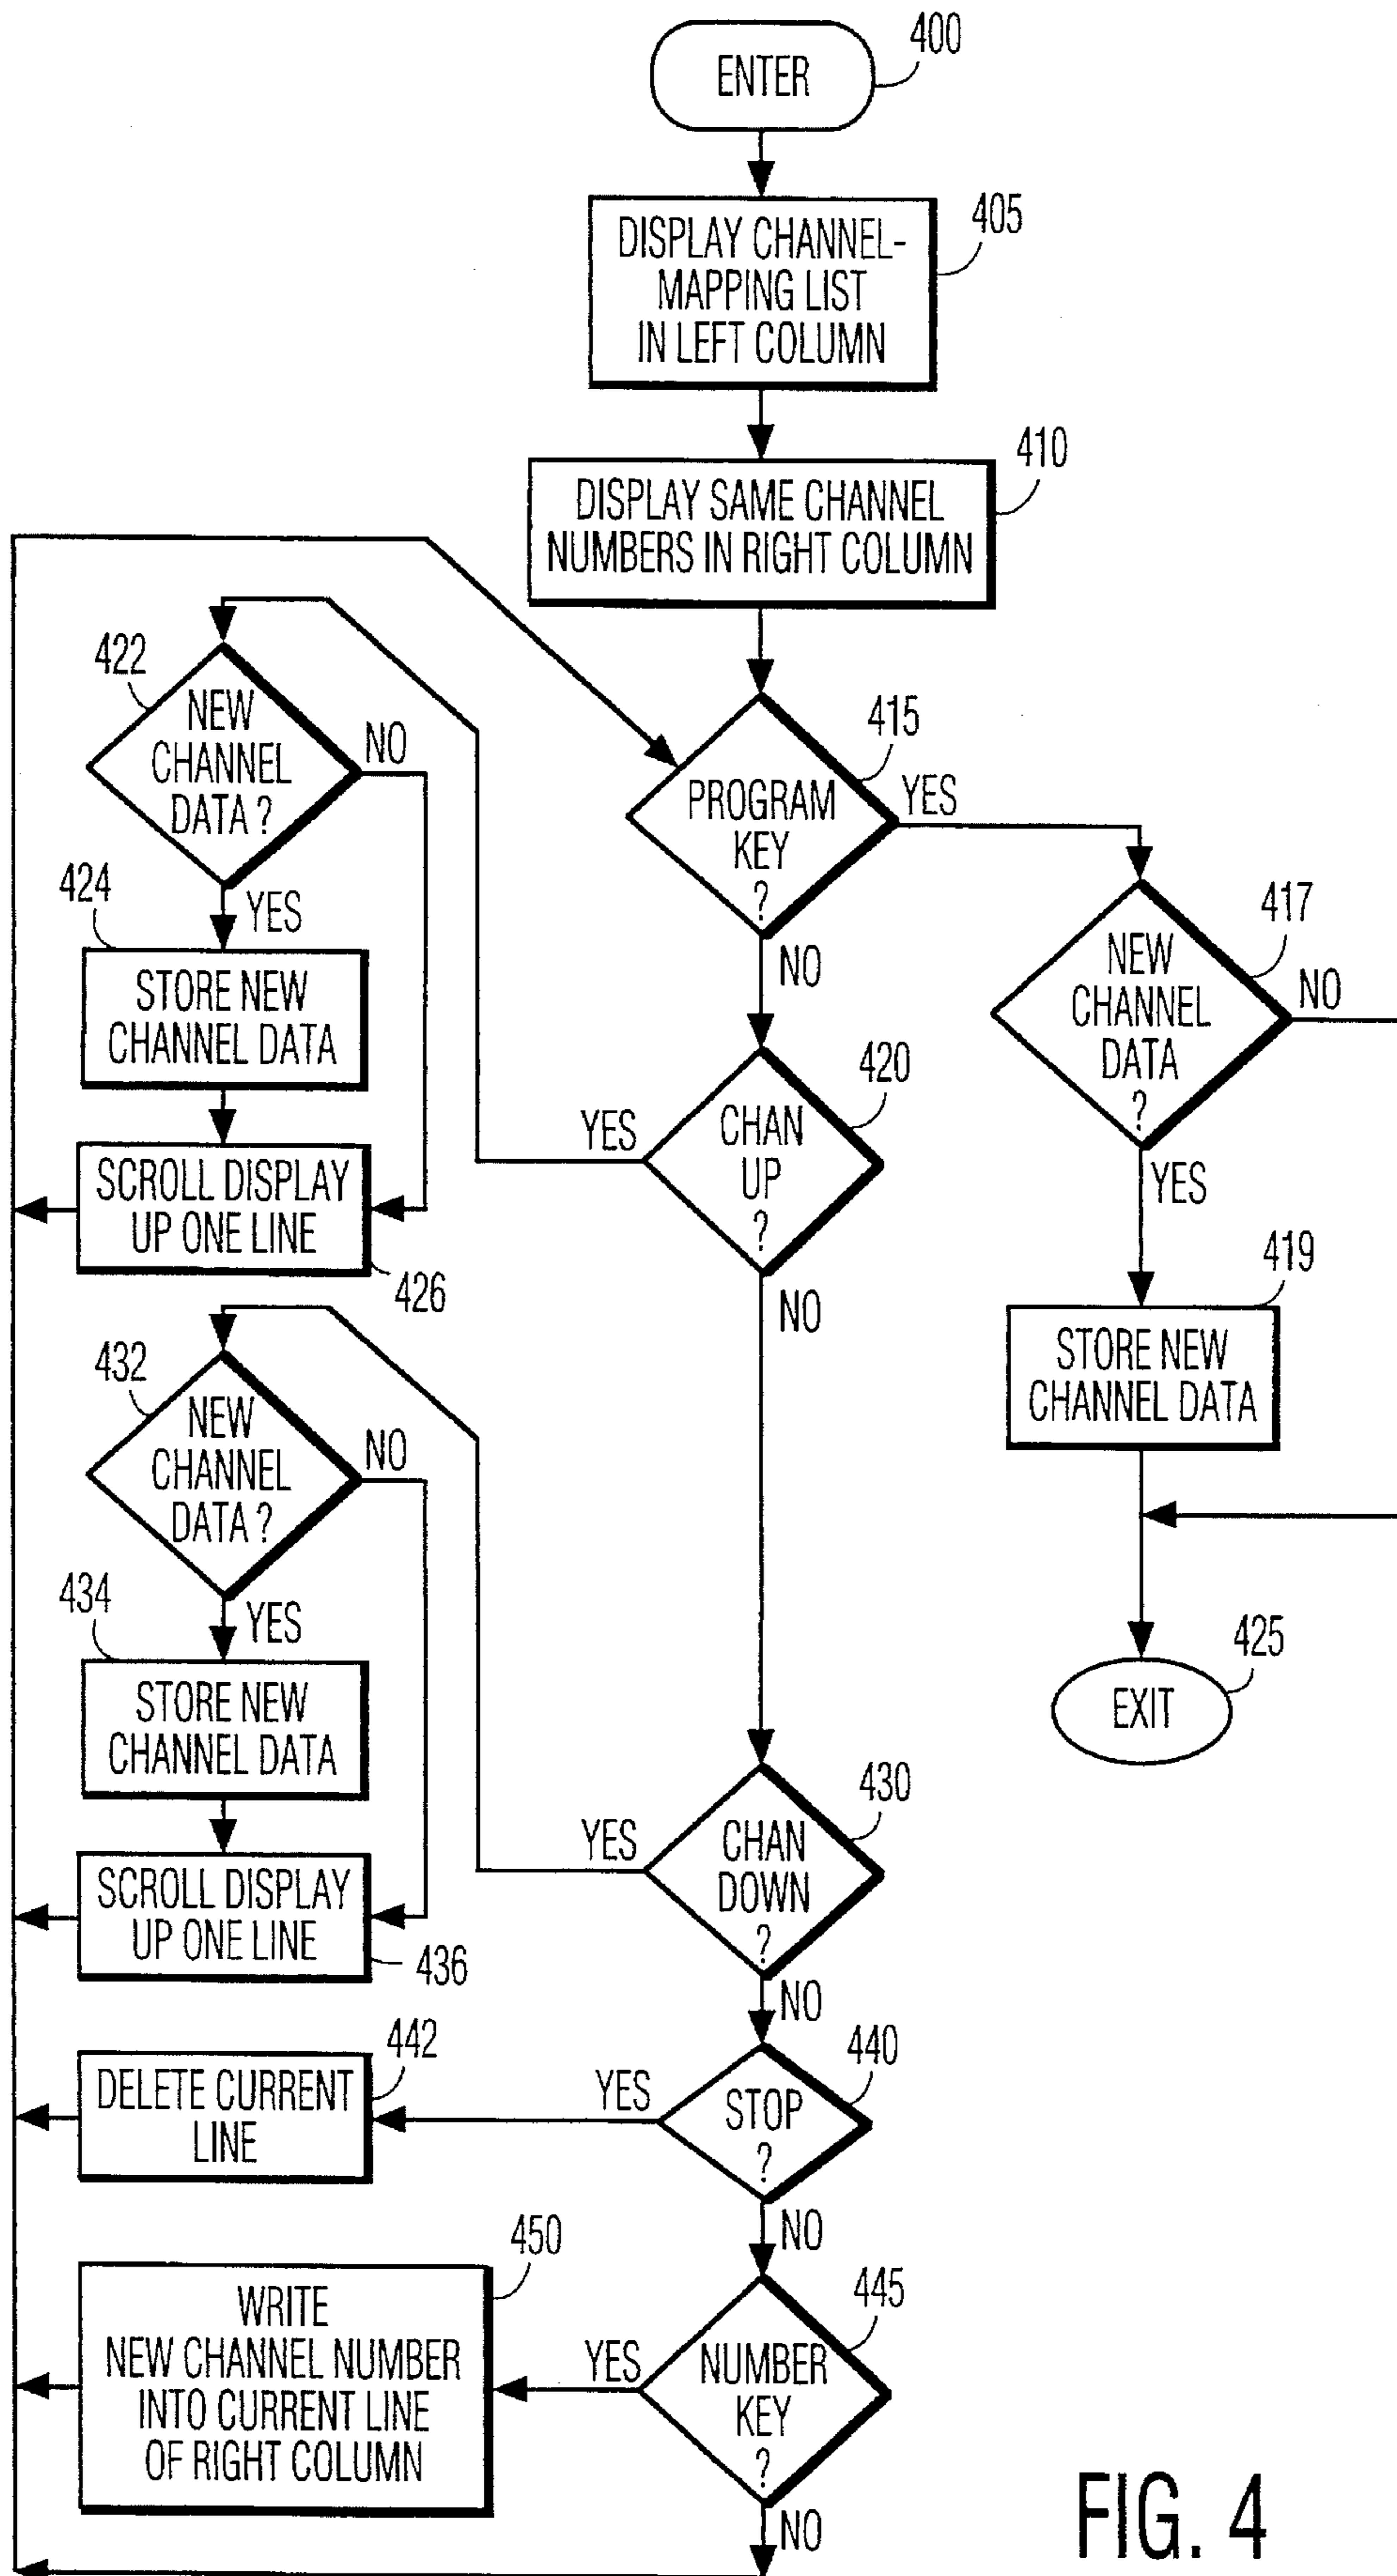 ENTER
400
DISPLAY CHANNEL-
MAPPING LIST
IN LEFT COLUMN
405
DISPLAY SAME CHANNEL
NUMBERS IN RIGHT COLUMN
410
PROGRAM
KEY
?
415
YES
NO
NEW
CHANNEL
DATA
?
417
NO
YES
STORE NEW
CHANNEL DATA
419
EXIT
425
CHAN
UP
?
420
YES
NO
422
NEW
CHANNEL
DATA ?
NO
YES
424
STORE NEW
CHANNEL DATA
SCROLL DISPLAY
UP ONE LINE
426
CHAN
DOWN
?
430
YES
NO
432
NEW
CHANNEL
DATA ?
NO
YES
434
STORE NEW
CHANNEL DATA
SCROLL DISPLAY
UP ONE LINE
436
STOP
?
440
YES
NO
DELETE CURRENT
LINE
442
NUMBER
KEY
?
445
YES
NO
WRITE
NEW CHANNEL NUMBER
INTO CURRENT LINE
OF RIGHT COLUMN
450
FIG. 4